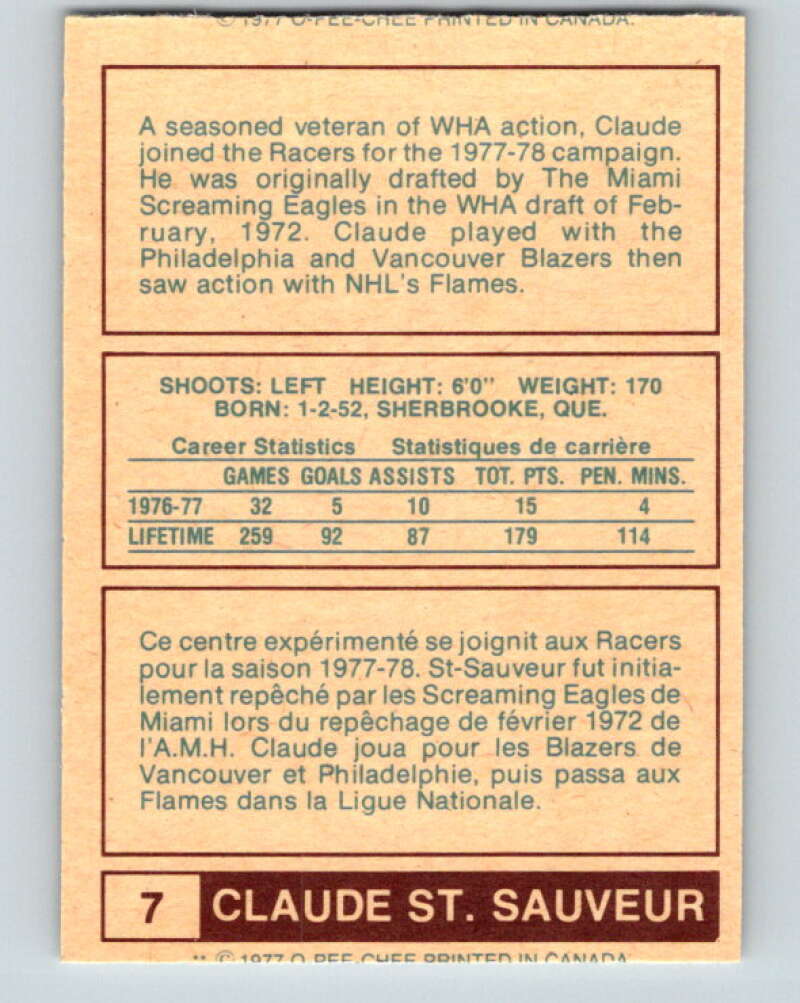 © 1977 O-PEE-CHEE PRINTED IN CANADA.
A seasoned veteran of WHA action, Claude
joined the Racers for the 1977-78 campaign.
He was originally drafted by The Miami
Screaming Eagles in the WHA draft of Feb-
ruary, 1972. Claude played with the
Philadelphia and Vancouver Blazers then
saw action with NHL's Flames.
SHOOTS: LEFT HEIGHT: 6'0" WEIGHT: 170
BORN: 1-2-52, SHERBROOKE, QUE.
Career Statistics Statistiques de carrière
GAMES GOALS ASSISTS TOT. PTS. PEN. MINS.
1976-77 32 5 10 15 4
LIFETIME 259 92 87 179 114
Ce centre expérimenté se joignit aux Racers
pour la saison 1977-78. St-Sauveur fut initia-
lement repêché par les Screaming Eagles de
Miami lors du repêchage de février 1972 de
l'A.M.H. Claude joua pour les Blazers de
Vancouver et Philadelphie, puis passa aux
Flames dans la Ligue Nationale.
7 CLAUDE ST. SAUVEUR
** © 1977 O-PEE-CHEE PRINTED IN CANADA